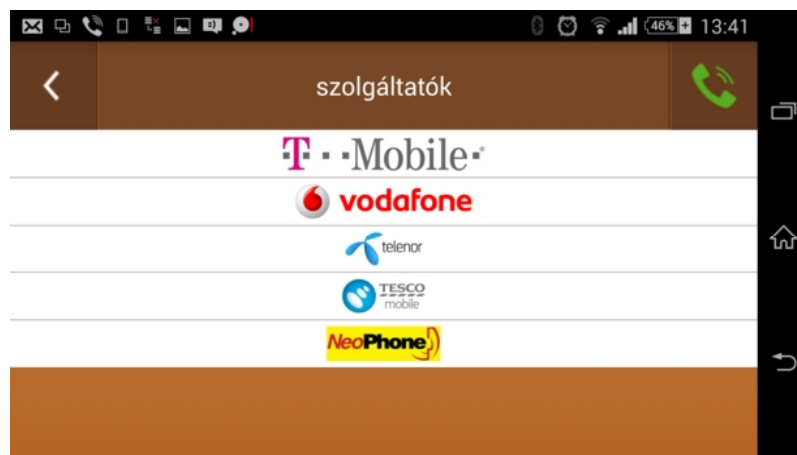 46% 13:41
szolgáltatók
T··Mobile·
vodafone
telenor
TESCO
mobile
NeoPhone